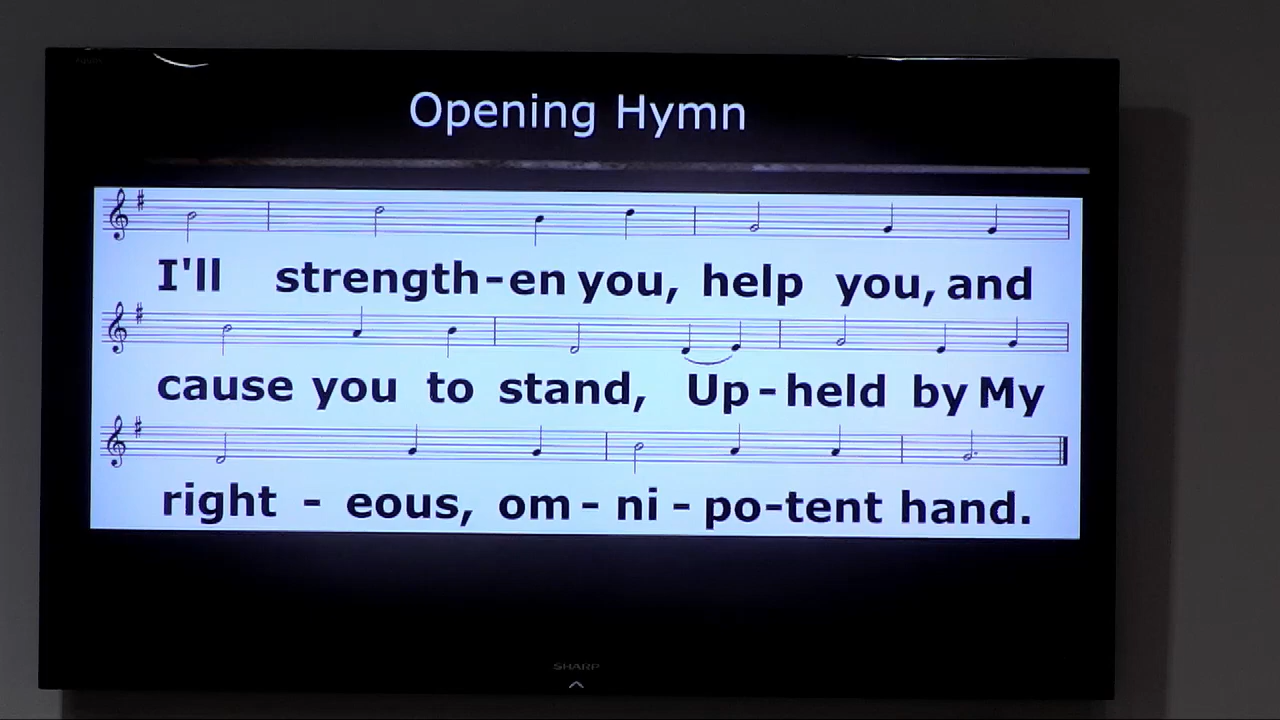 Opening Hymn
I'll strength-en you, help you, and
cause you to stand, Up-held by My
right - eous, om - ni - po-tent hand.
SHARP